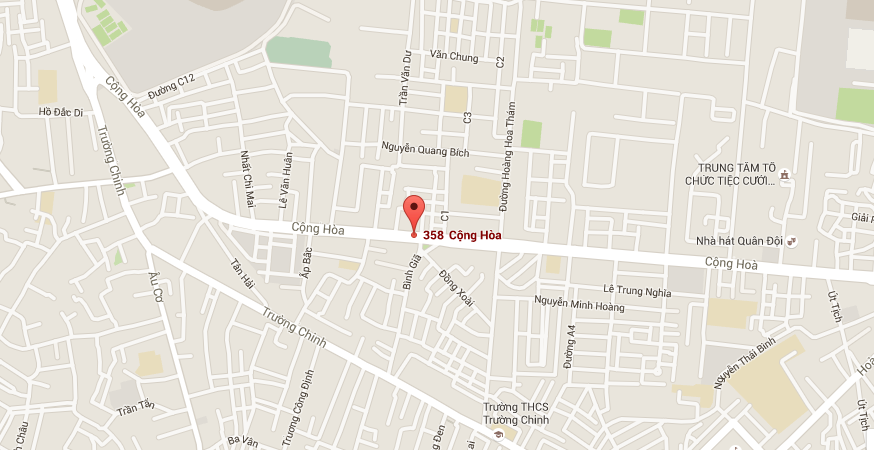 Văn Chung
C2
Trần Văn Dư
Đường C12
Cộng Hòa
Hồ Đắc Di
Trường Chinh
C3
Đường Hoàng Hoa Thám
Nguyễn Quang Bích
Nhất Chi Mai
Lê Văn Huân
TRUNG TÂM TỔ
CHỨC TIỆC CƯỚI...
C1
Cộng Hòa
358 Cộng Hòa
Nhà hát Quân Đội
Giải
Ấp Bắc
Bình Giã
Cộng Hoà
Tân Hải
Âu Cơ
Đồng Xoài
Lê Trung Nghĩa
Nguyễn Minh Hoàng
Út Tịch
Út Tịch
Trường Chinh
Đường A4
Nguyễn Thái Bình
Hoà
Trương Công Định
Trần Tấn
Trường THCS
Trường Chinh
h Châu
Ba Vân
g Đen
ai